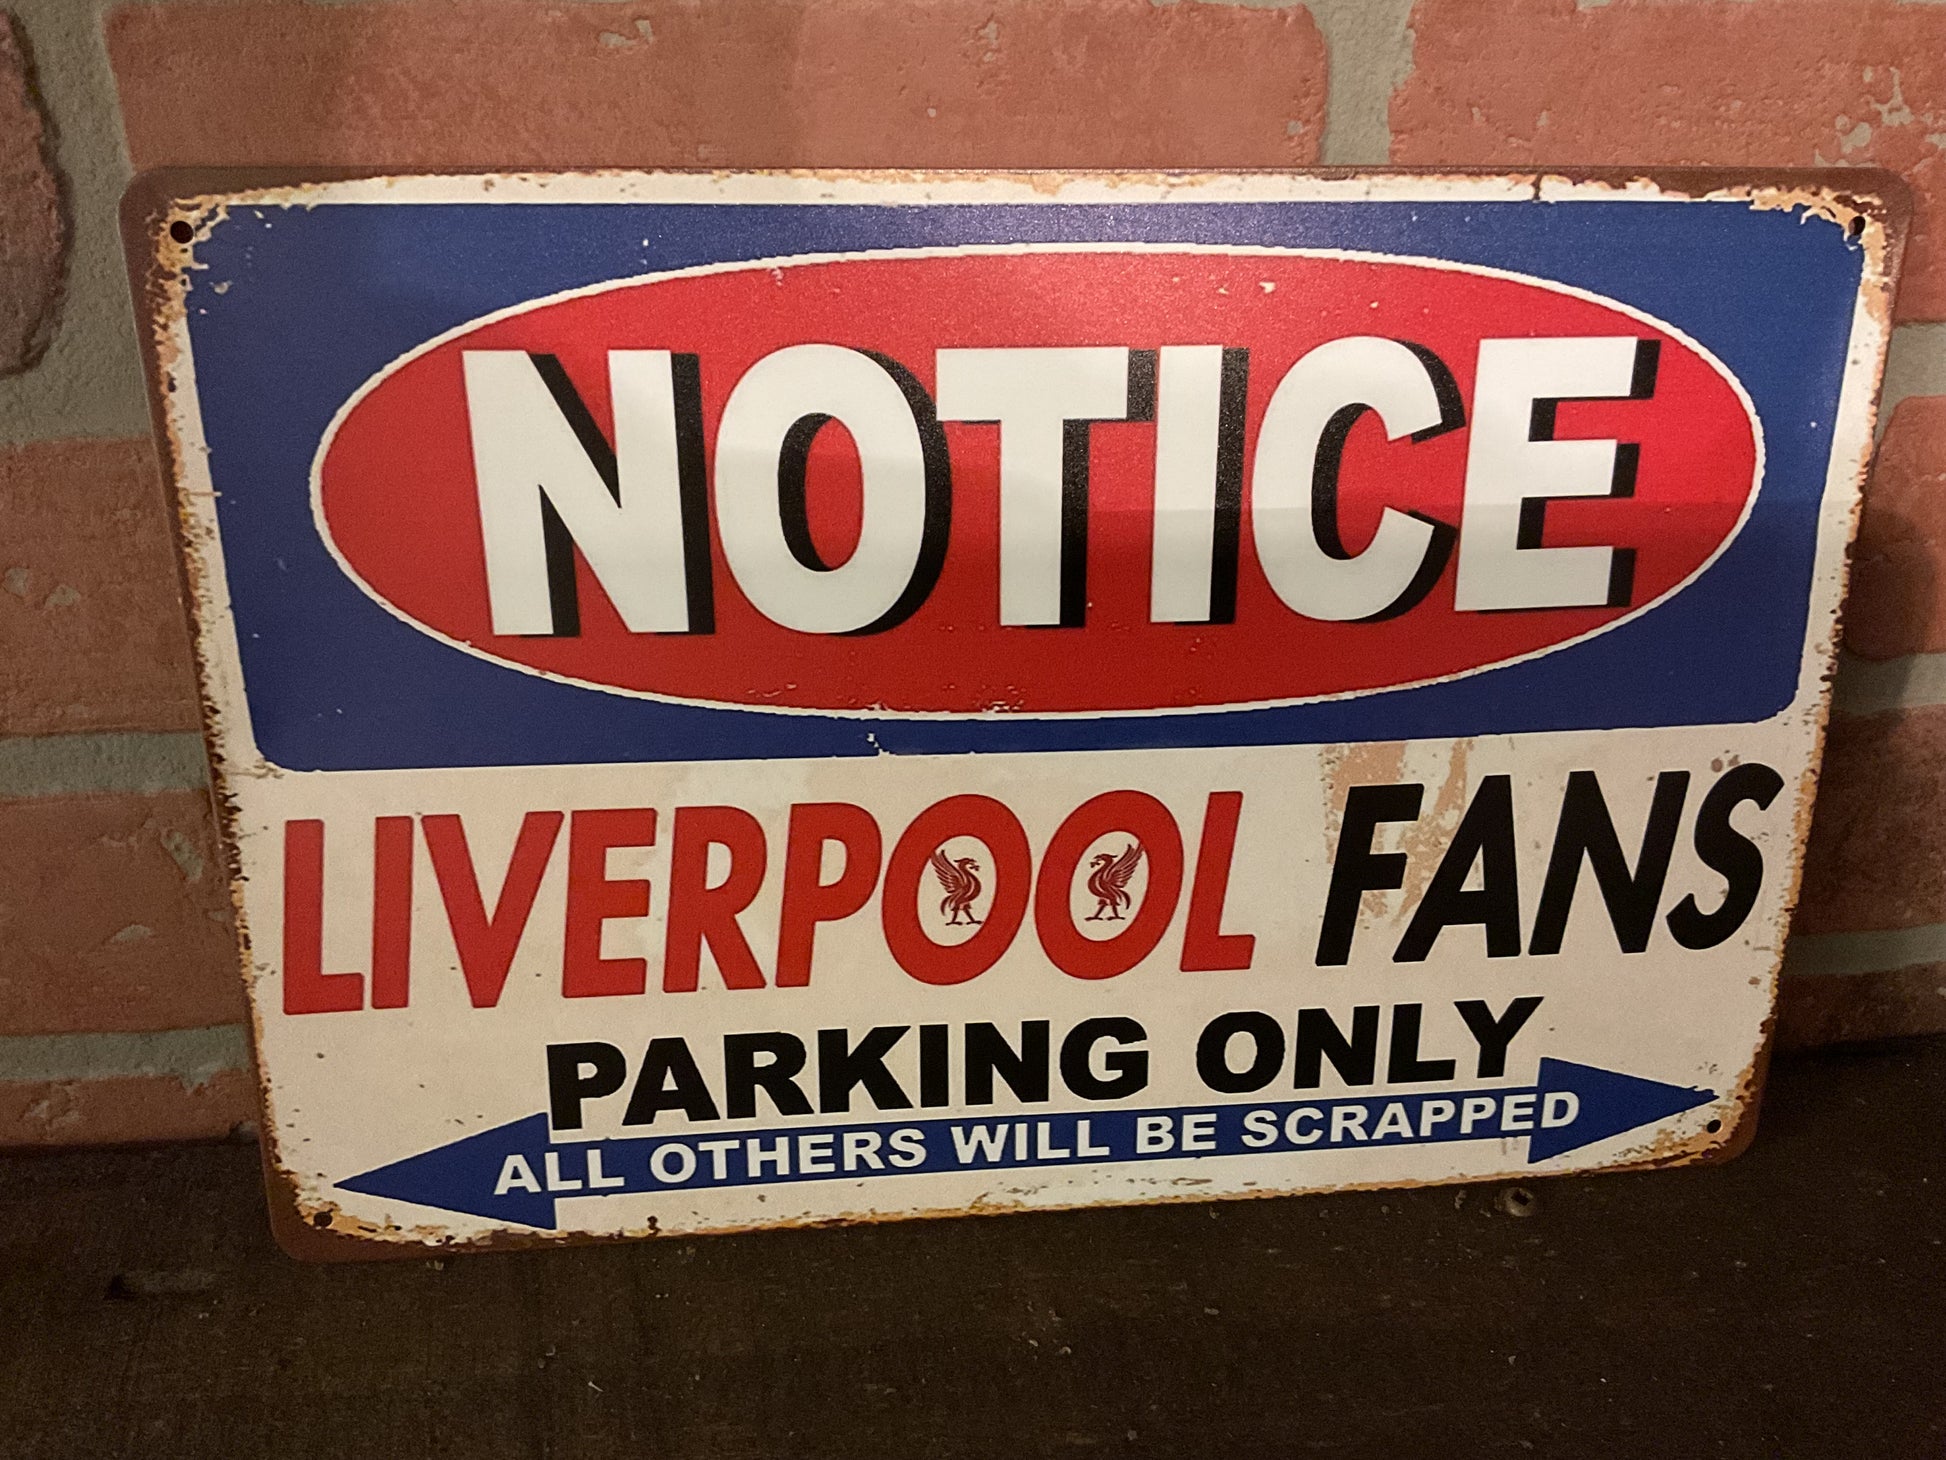 NOTICE
LIVERPOOL FANS
PARKING ONLY
ALL OTHERS WILL BE SCRAPPED